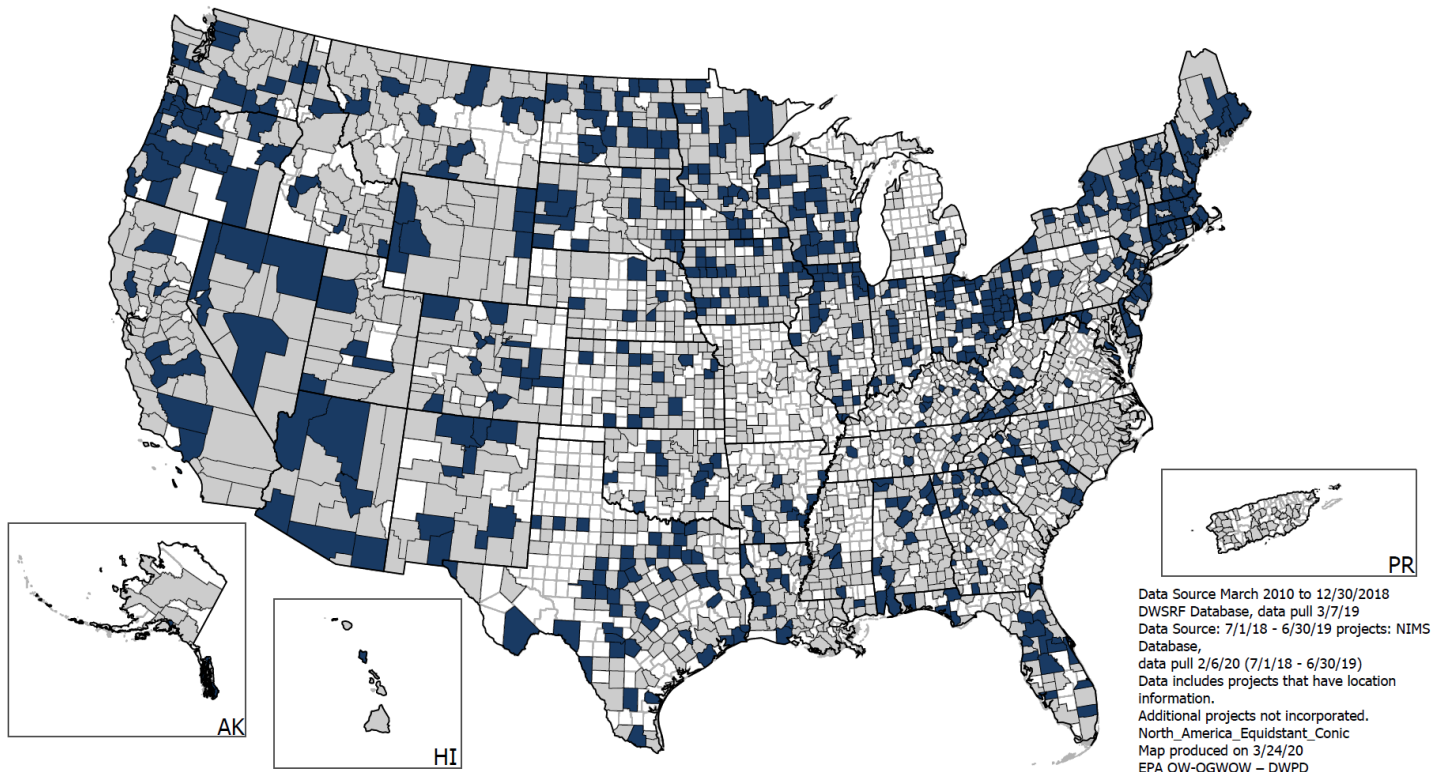 AK
HI
PR
Data Source March 2010 to 12/30/2018
DWSRF Database, data pull 3/7/19
Data Source: 7/1/18 - 6/30/19 projects: NIMS
Database,
data pull 2/6/20 (7/1/18 - 6/30/19)
Data includes projects that have location
information.
Additional projects not incorporated.
North_America_Equidstant_Conic
Map produced on 3/24/20
EPA OW-OGWOW – DWPD